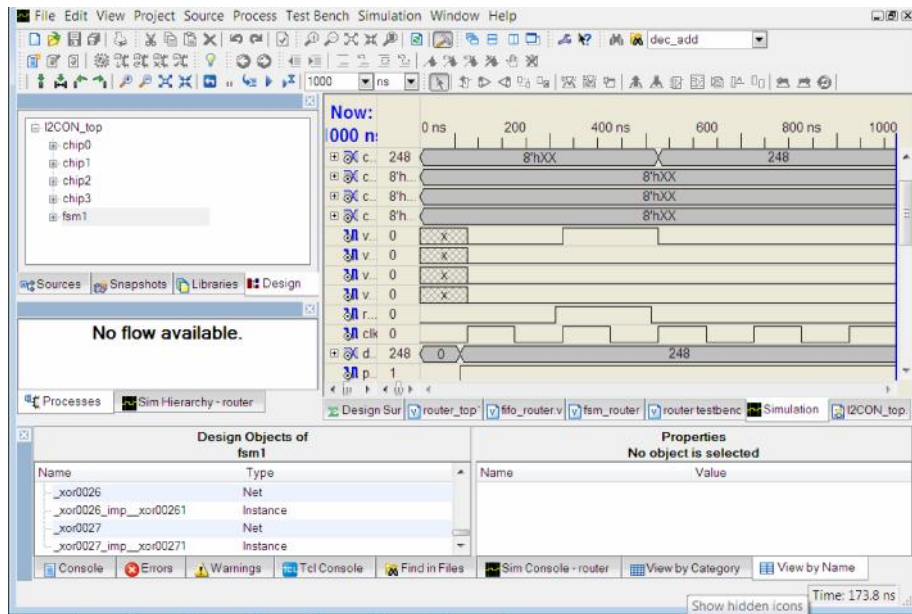 File Edit View Project Source Process Test Bench Simulation Window Help
dec_add
1000 ns
I2CON_top
chip0
chip1
chip2
chip3
fsm1
Sources Snapshots Libraries Design
No flow available.
Processes Sim Hierarchy - router
Now:
1000 n
0 ns 200 400 ns 600 800 ns 1000
c... 248 8'hXX 248
c... 8'h... 8'hXX
c... 8'h... 8'hXX
c... 8'h... 8'hXX
v... 0 x
v... 0 x
v... 0 x
v... 0 x
r... 0
clk 0
d... 248 0 248
p... 1
Design Sur router_top fifo_router.v fsm_router router testbenc Simulation I2CON_top.
Design Objects of
fsm1
Name Type
_xor0026 Net
_xor0026_imp__xor00261 Instance
_xor0027 Net
_xor0027_imp__xor00271 Instance
Properties
No object is selected
Name Value
Console Errors Warnings Tcl Console Find in Files Sim Console - router View by Category View by Name
Show hidden icons
Time: 173.8 ns